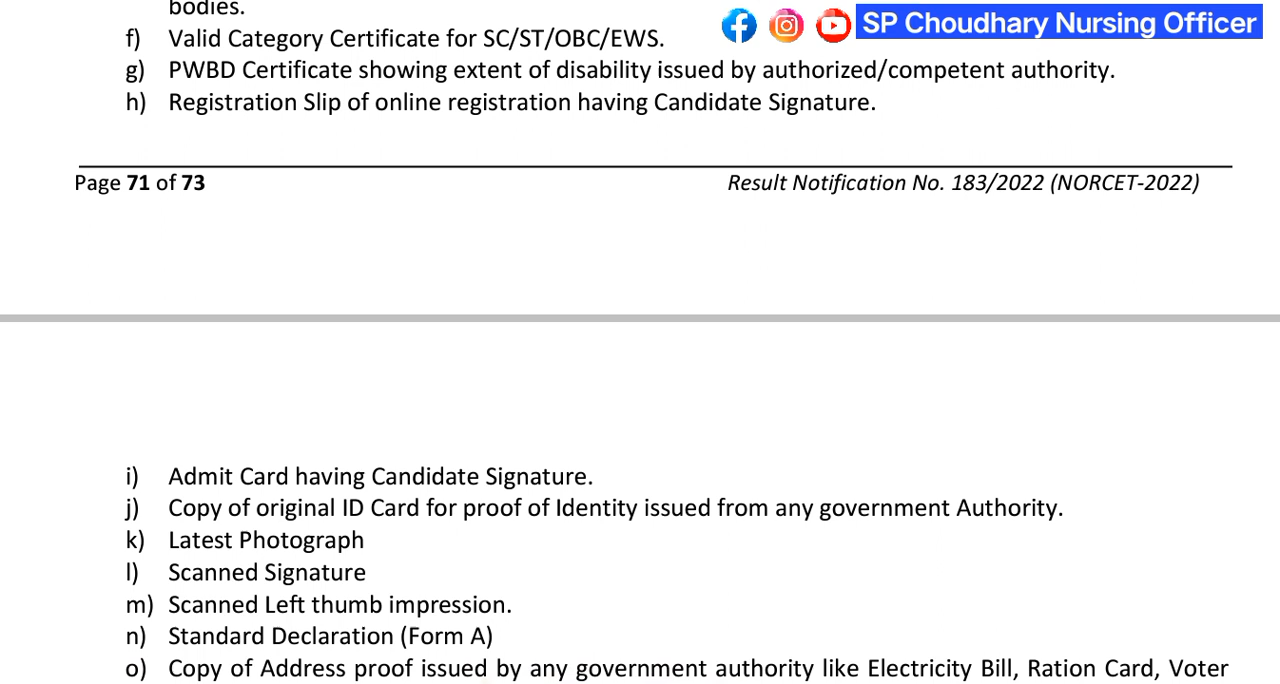 bodies.
SP Choudhary Nursing Officer
f) Valid Category Certificate for SC/ST/OBC/EWS.
g) PWBD Certificate showing extent of disability issued by authorized/competent authority.
h) Registration Slip of online registration having Candidate Signature.
Page 71 of 73 Result Notification No. 183/2022 (NORCET-2022)
i) Admit Card having Candidate Signature.
j) Copy of original ID Card for proof of Identity issued from any government Authority.
k) Latest Photograph
l) Scanned Signature
m) Scanned Left thumb impression.
n) Standard Declaration (Form A)
o) Copy of Address proof issued by any government authority like Electricity Bill, Ration Card, Voter